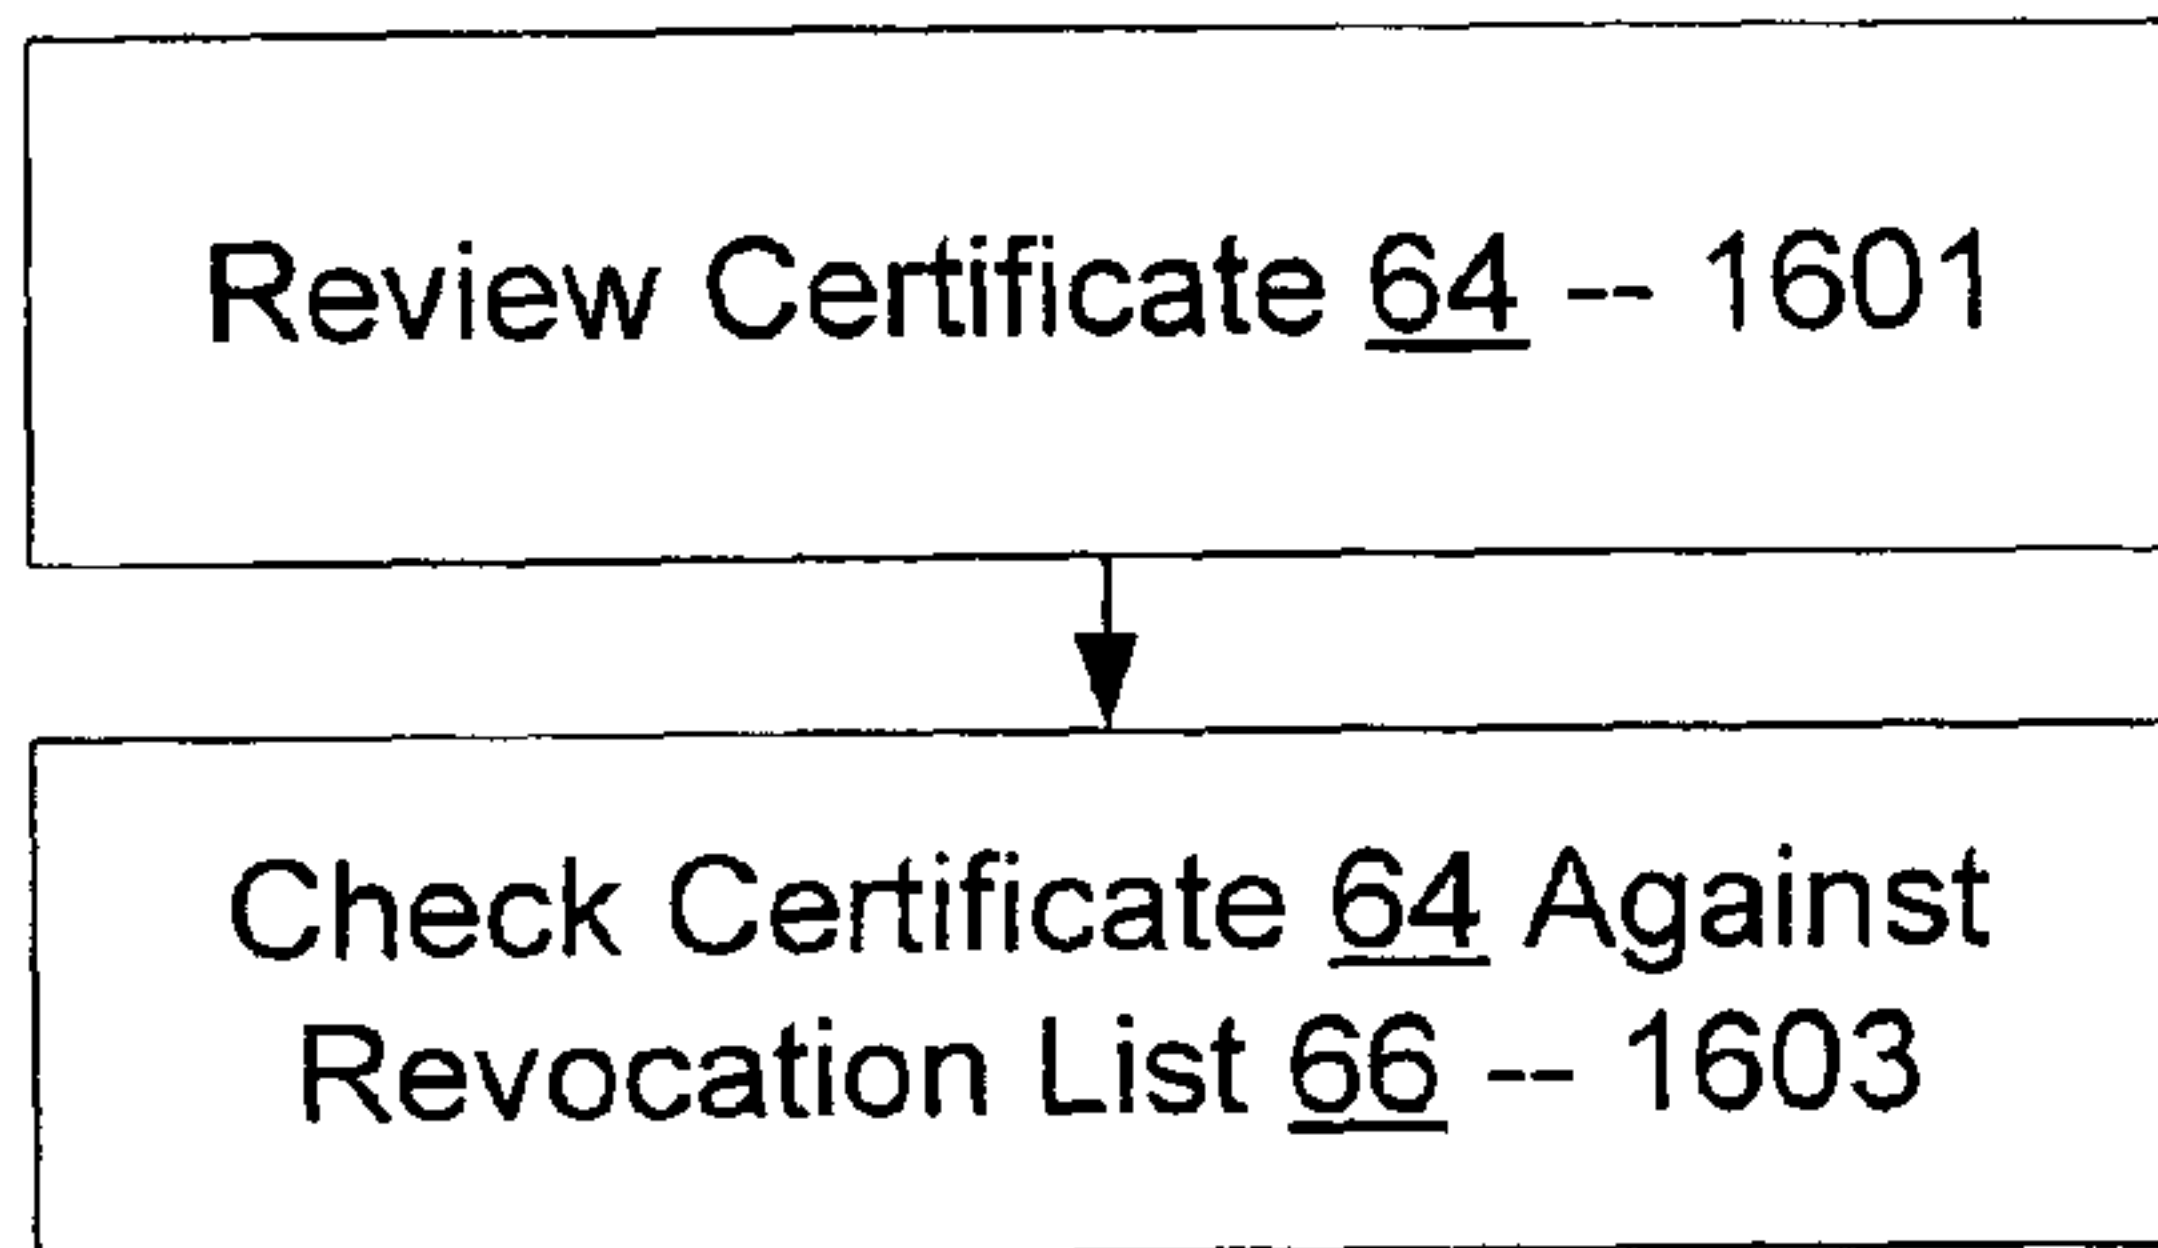 Review Certificate 64 -- 1601
Check Certificate 64 Against
Revocation List 66 -- 1603